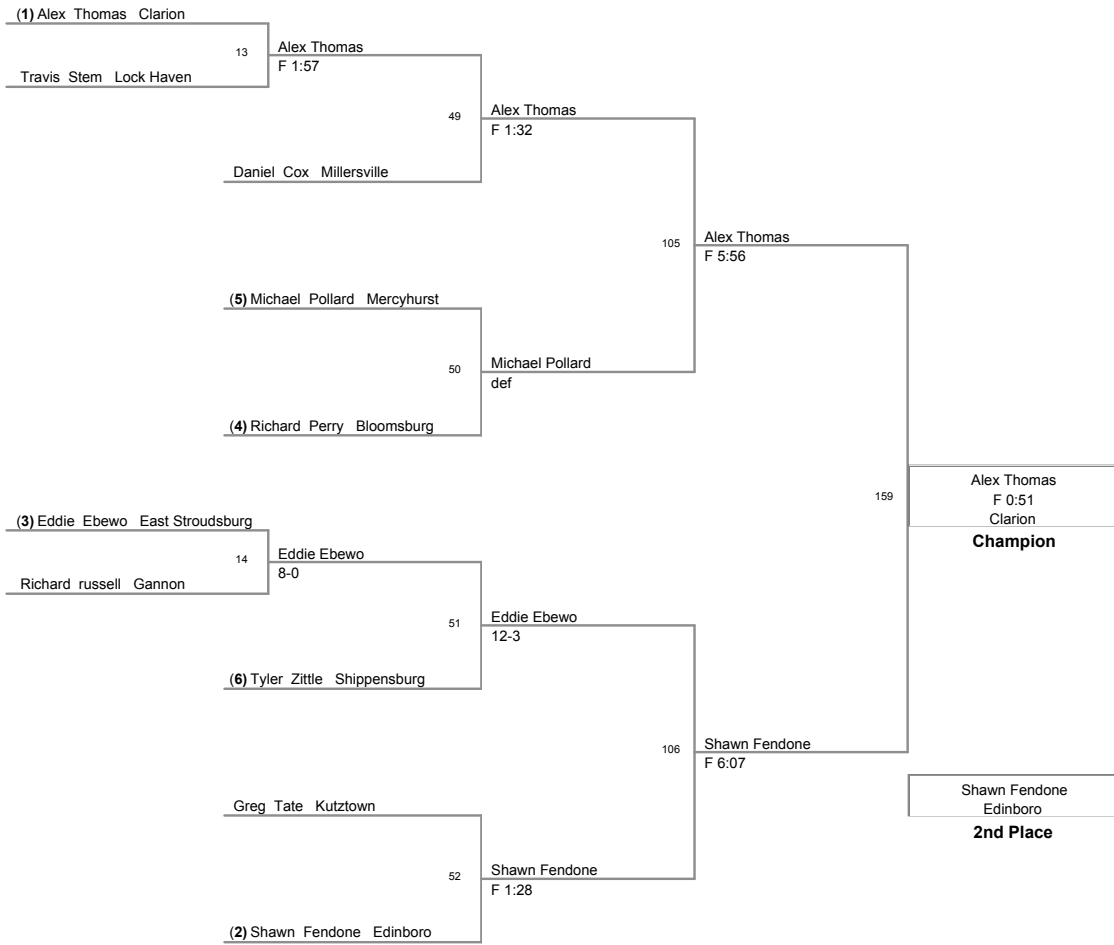 (1) Alex Thomas Clarion
13
Alex Thomas
F 1:57
Travis Stem Lock Haven
49
Alex Thomas
F 1:32
Daniel Cox Millersville
105
Alex Thomas
F 5:56
(5) Michael Pollard Mercyhurst
50
Michael Pollard
def
(4) Richard Perry Bloomsburg
159
Alex Thomas
F 0:51
Clarion
Champion
(3) Eddie Ebewo East Stroudsburg
14
Eddie Ebewo
8-0
Richard russell Gannon
51
Eddie Ebewo
12-3
(6) Tyler Zittle Shippensburg
106
Shawn Fendone
F 6:07
Greg Tate Kutztown
52
Shawn Fendone
F 1:28
(2) Shawn Fendone Edinboro
Shawn Fendone
Edinboro
2nd Place